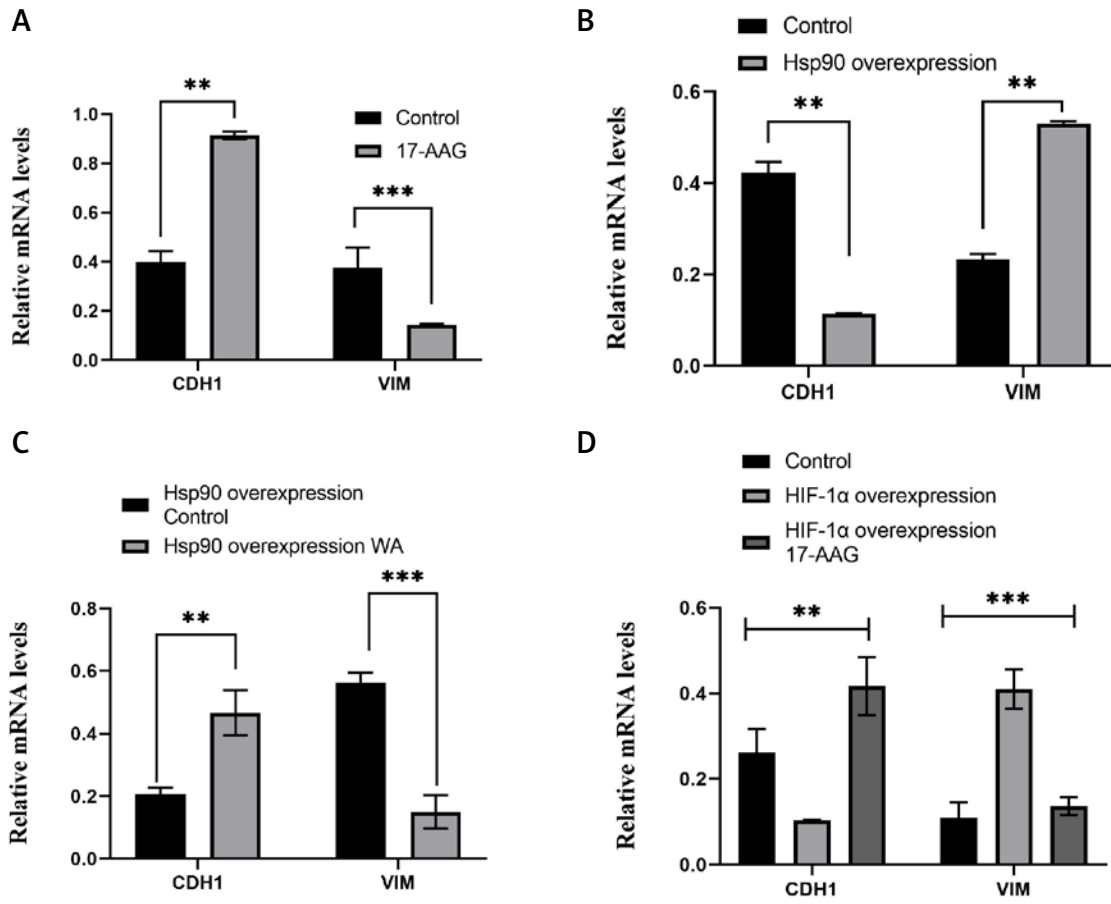 A
**
1.0
0.8
0.6
0.4
0.2
0.0
Relative mRNA levels
Control
17-AAG
***
CDH1
VIM
B
Control
Hsp90 overexpression
**
**
0.6
0.4
0.2
0.0
Relative mRNA levels
CDH1
VIM
C
Hsp90 overexpression
Control
Hsp90 overexpression WA
**
***
0.8
0.6
0.4
0.2
0.0
Relative mRNA levels
CDH1
VIM
D
Control
HIF-1α overexpression
HIF-1α overexpression
17-AAG
**
***
0.6
0.4
0.2
0.0
Relative mRNA levels
CDH1
VIM